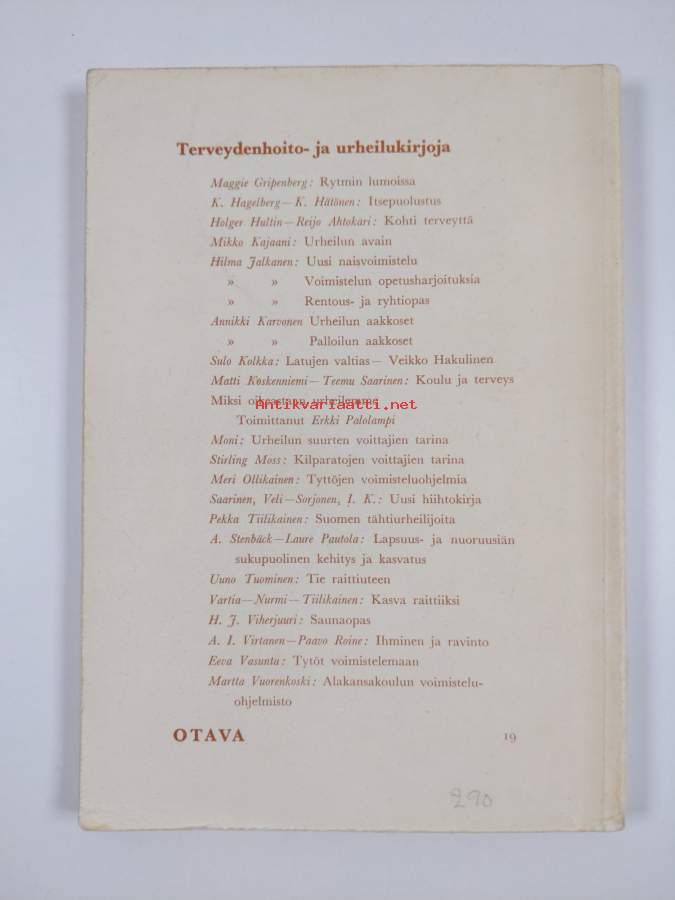 Terveydenhoito- ja urheilukirjoja
Maggie Gripenberg: Rytmin lumoissa
K. Hagelberg—K. Hätönen: Itsepuolustus
Holger Hultin—Reijo Ahtokari: Kohti terveyttä
Mikko Kajaani: Urheilun avain
Hilma Jalkanen: Uusi naisvoimistelu
» » Voimistelun opetusharjoituksia
» » Rentous- ja ryhtiopas
Annikki Karvonen Urheilun aakkoset
» » Palloilun aakkoset
Sulo Kolkka: Latujen valtias — Veikko Hakulinen
Matti Koskenniemi—Teemu Saarinen: Koulu ja terveys
Miksi oikeastaan urheilemme
Antikvariaatti.net
Toimittanut Erkki Palolampi
Moni: Urheilun suurten voittajien tarina
Stirling Moss: Kilparatojen voittajien tarina
Meri Ollikainen: Tyttöjen voimisteluohjelmia
Saarinen, Veli—Sorjonen, I. K.: Uusi hiihtokirja
Pekka Tiilikainen: Suomen tähtiurheilijoita
A. Stenbäck—Laure Pautola: Lapsuus- ja nuoruusiän
sukupuolinen kehitys ja kasvatus
Uuno Tuominen: Tie raittiuteen
Vartia—Nurmi—Tiilikainen: Kasva raittiiksi
H. J. Viherjuuri: Saunaopas
A. I. Virtanen—Paavo Roine: Ihminen ja ravinto
Eeva Vasunta: Tytöt voimistelemaan
Martta Vuorenkoski: Alakansakoulun voimistelu-
ohjelmisto
OTAVA 19
290